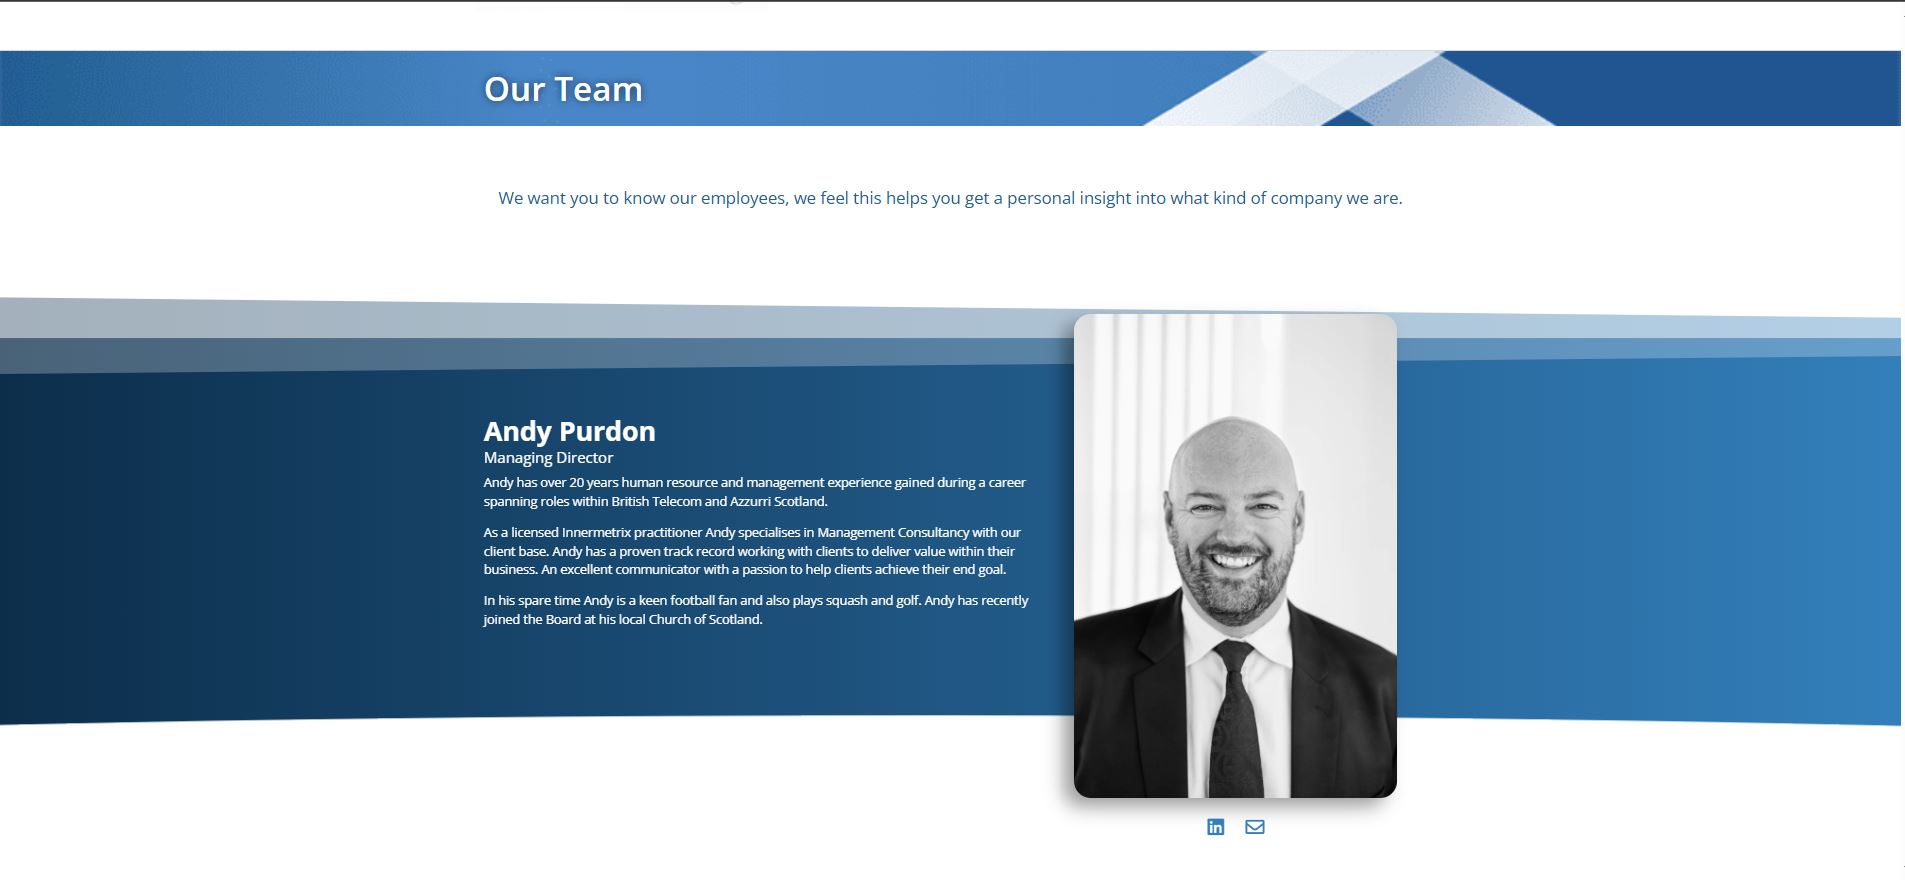 Our Team
We want you to know our employees, we feel this helps you get a personal insight into what kind of company we are.
Andy Purdon
Managing Director
Andy has over 20 years human resource and management experience gained during a career
spanning roles within British Telecom and Azzurri Scotland.
As a licensed Innermetrix practitioner Andy specialises in Management Consultancy with our
client base. Andy has a proven track record working with clients to deliver value within their
business. An excellent communicator with a passion to help clients achieve their end goal.
In his spare time Andy is a keen football fan and also plays squash and golf. Andy has recently
joined the Board at his local Church of Scotland.
in